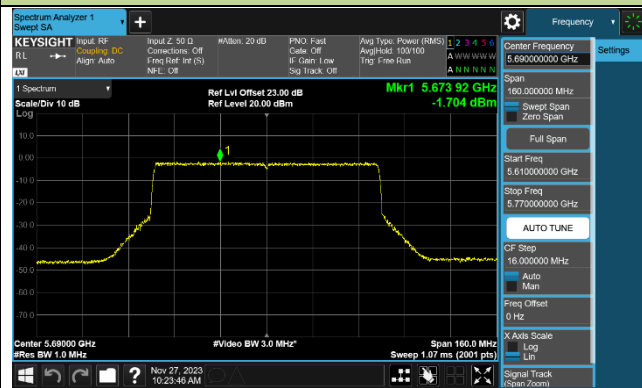 Spectrum Analyzer 1
Swept SA
Frequency
KEYSIGHT
RL
Input: RF
Coupling: DC
Align: Auto
Input Z: 50 Ω
Corrections: Off
Freq Ref: Int (S)
NFE: Off
#Atten: 20 dB
PNO: Fast
Gate: Off
IF Gain: Low
Sig Track: Off
Avg Type: Power (RMS)
Avg|Hold: 100/100
Trig: Free Run
1 2 3 4 5 6
A W W W W W
A N N N N N
LXI
1 Spectrum
Scale/Div 10 dB
Log
Ref Lvl Offset 23.00 dB
Ref Level 20.00 dBm
Mkr1 5.673 92 GHz
-1.704 dBm
1
10.0
0.00
-10.0
-20.0
-30.0
-40.0
-50.0
-60.0
-70.0
Center 5.69000 GHz
#Res BW 1.0 MHz
#Video BW 3.0 MHz*
Span 160.0 MHz
Sweep 1.07 ms (2001 pts)
Nov 27, 2023
10:23:46 AM
Settings
Center Frequency
5.690000000 GHz
Span
160.000000 MHz
Swept Span
Zero Span
Full Span
Start Freq
5.610000000 GHz
Stop Freq
5.770000000 GHz
AUTO TUNE
CF Step
16.000000 MHz
Auto
Man
Freq Offset
0 Hz
X Axis Scale
Log
Lin
Signal Track
(Span Zoom)